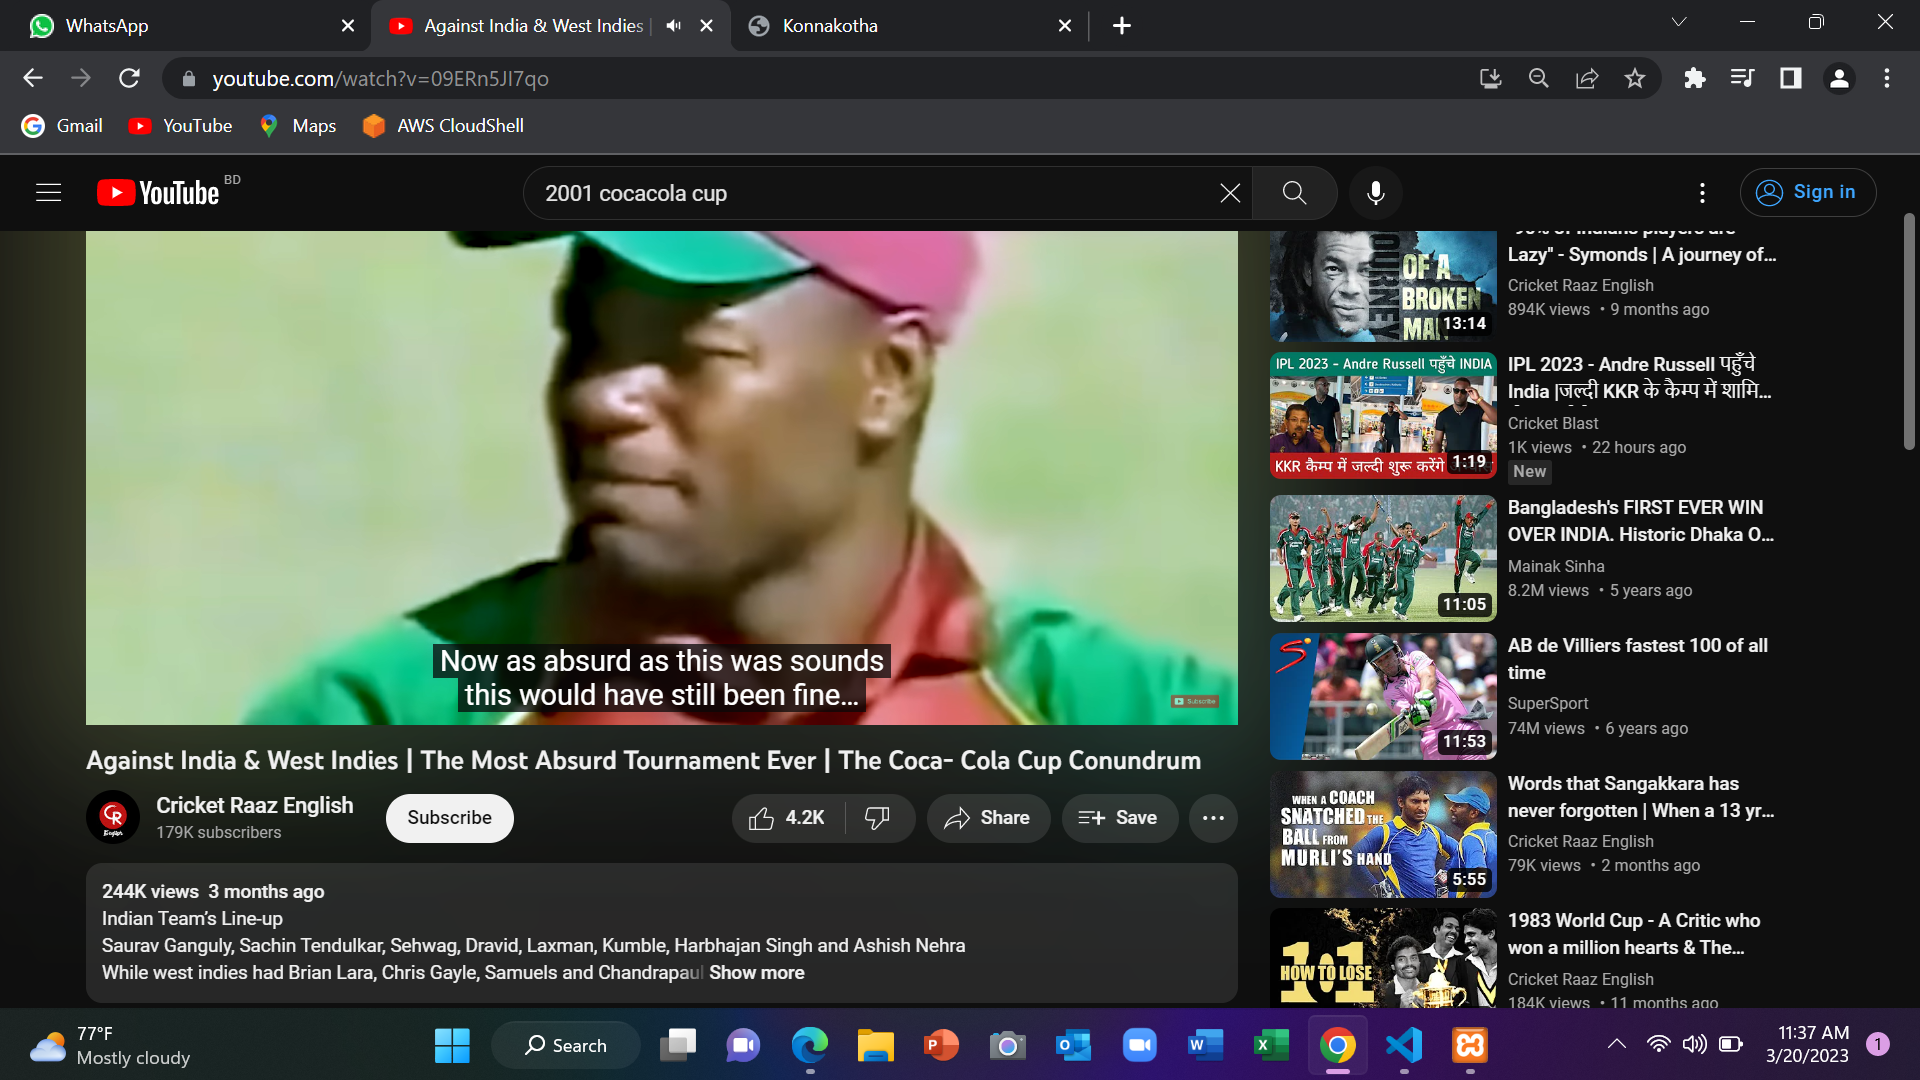 WhatsApp
Against India & West Indies
Konnakotha
youtube.com/watch?v=09ERn5JI7qo
Gmail
YouTube
Maps
AWS CloudShell
YouTube BD
2001 cocacola cup
Sign in
Now as absurd as this was sounds
this would have still been fine...
Subscribe
Against India & West Indies | The Most Absurd Tournament Ever | The Coca- Cola Cup Conundrum
CR
English
Cricket Raaz English
179K subscribers
Subscribe
4.2K
Share
Save
244K views 3 months ago
Indian Team's Line-up
Saurav Ganguly, Sachin Tendulkar, Sehwag, Dravid, Laxman, Kumble, Harbhajan Singh and Ashish Nehra
While west indies had Brian Lara, Chris Gayle, Samuels and Chandrapaul Show more
OF A
BROKEN
13:14
"90% of Indians players are
Lazy" - Symonds | A journey of...
Cricket Raaz English
894K views • 9 months ago
IPL 2023 - Andre Russell पहुँचे INDIA
KKR कैम्प में जल्दी शुरू करेंगे
1:19
IPL 2023 - Andre Russell पहुँचे
India |जल्दी KKR के कैम्प में शामि...
Cricket Blast
1K views • 22 hours ago
New
11:05
Bangladesh's FIRST EVER WIN
OVER INDIA. Historic Dhaka O...
Mainak Sinha
8.2M views • 5 years ago
11:53
AB de Villiers fastest 100 of all
time
SuperSport
74M views • 6 years ago
WHEN A COACH
SNATCHED THE
BALL FROM
MURLI'S HAND
5:55
Words that Sangakkara has
never forgotten | When a 13 yr...
Cricket Raaz English
79K views • 2 months ago
101
HOW TO LOSE
1983 World Cup - A Critic who
won a million hearts & The...
Cricket Raaz English
184K views • 11 months ago
77°F
Mostly cloudy
Search
11:37 AM
3/20/2023
1